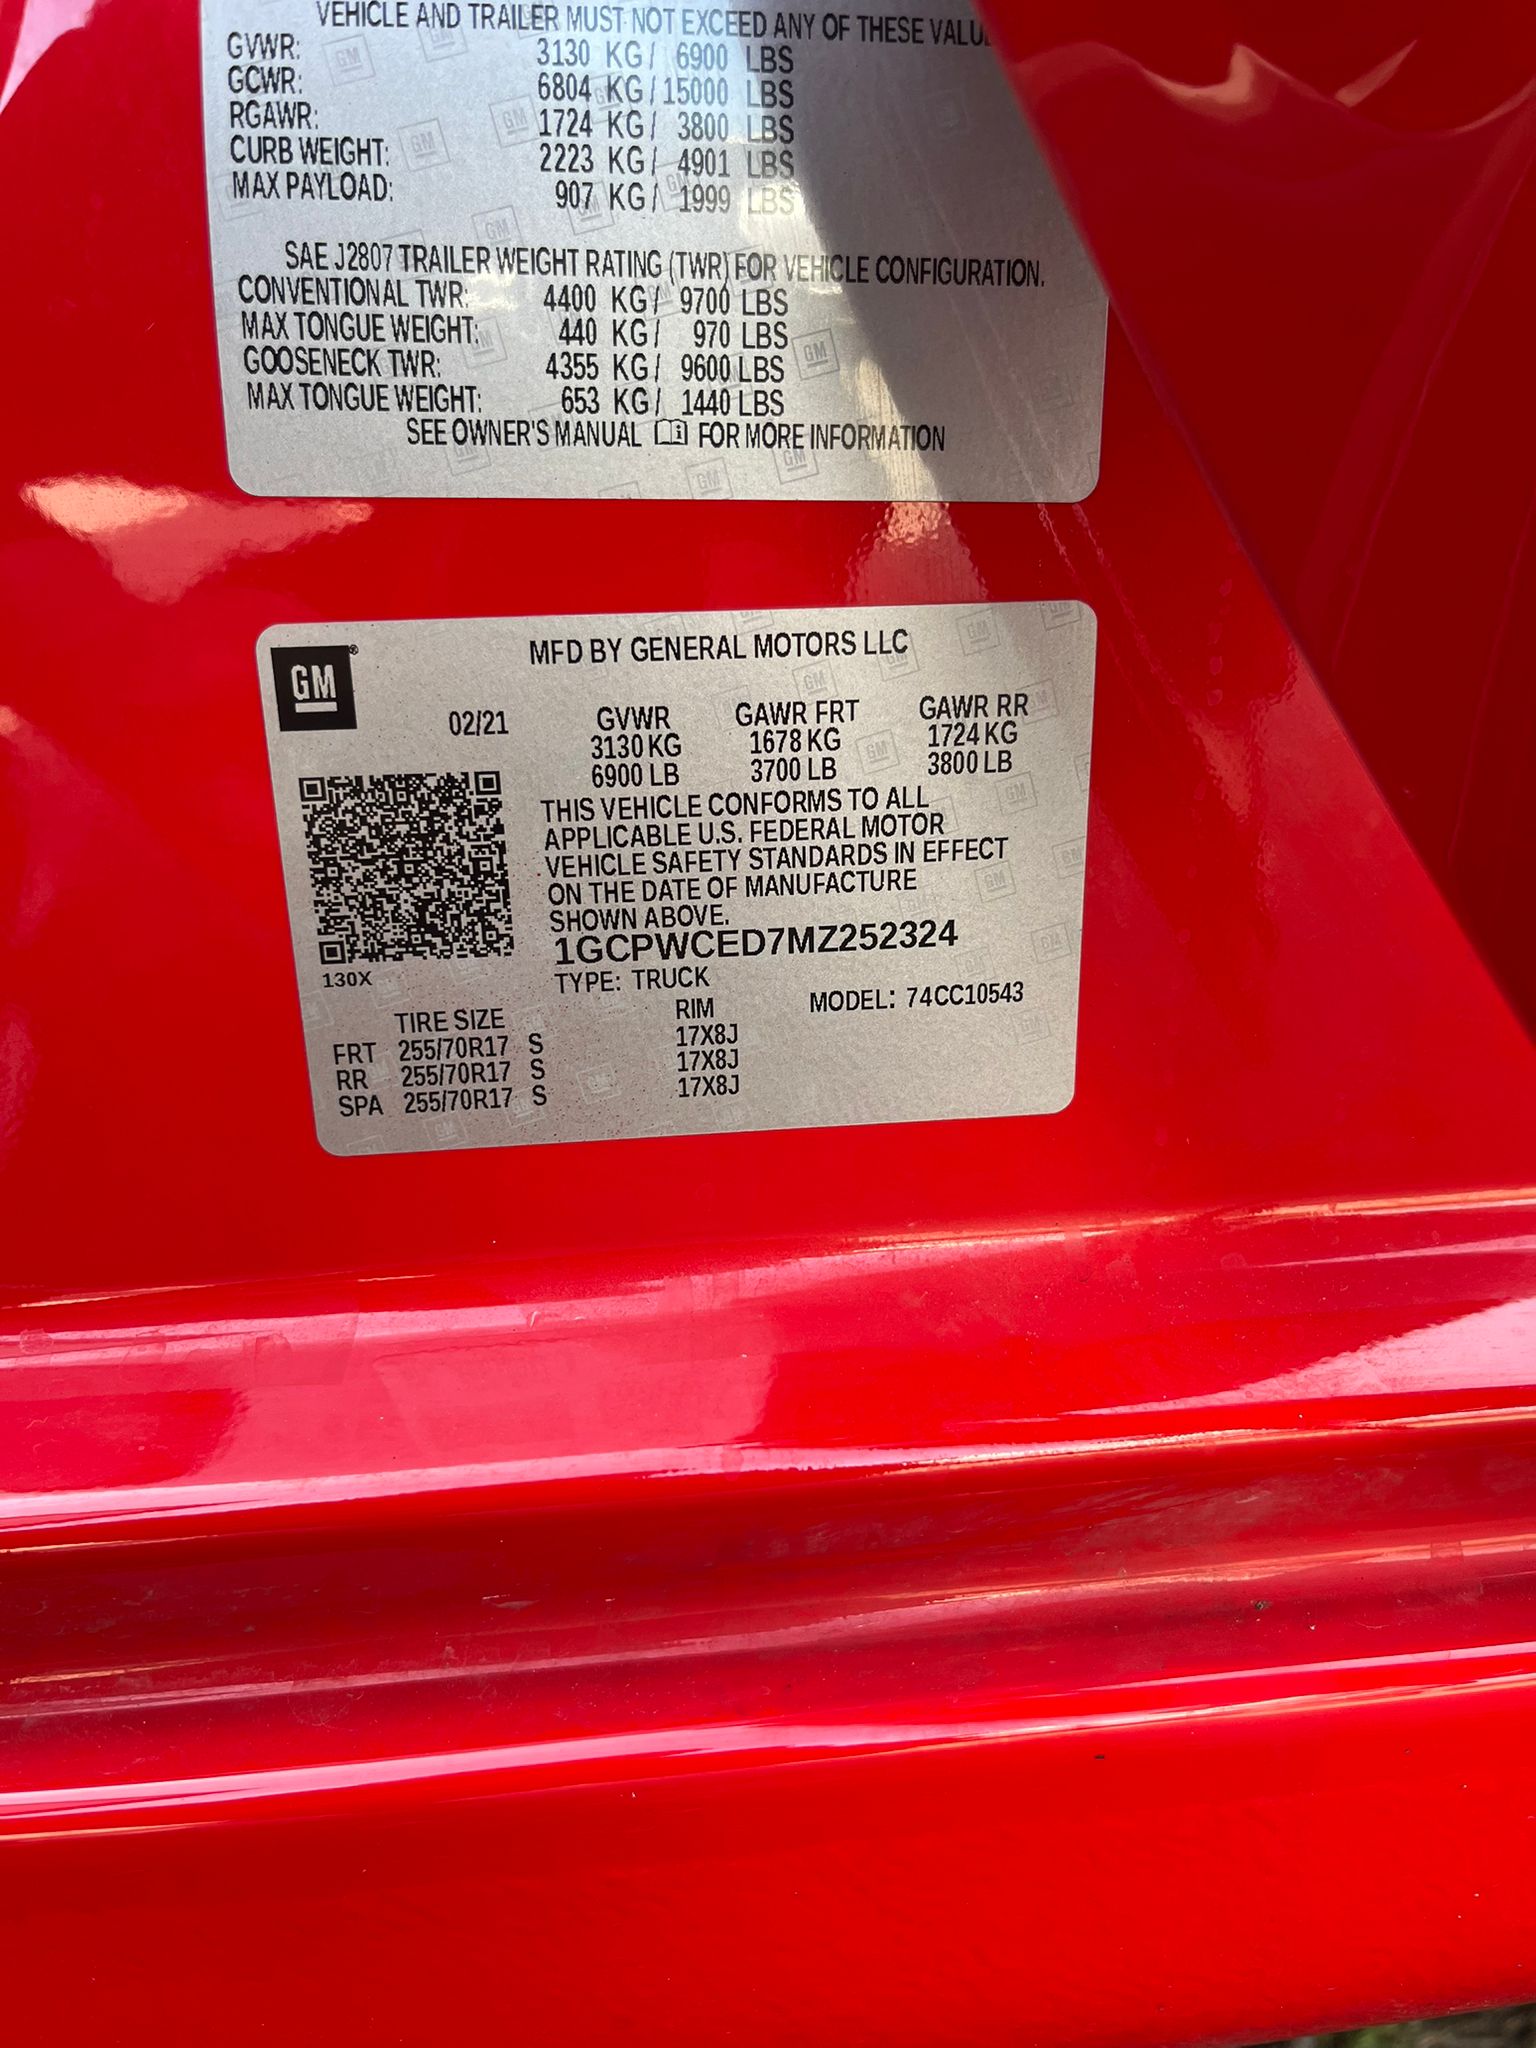 VEHICLE AND TRAILER MUST NOT EXCEED ANY OF THESE
GVWR: 3130 KG/ 6900 LBS
GCWR: 6804 KG/15000 LBS
RGAWR: 1724 KG/ 3800 LBS
CURB WEIGHT: 2223 KG/ 4901 LBS
MAX PAYLOAD: 907 KG/ 1999 LBS
SAE J2807 TRAILER WEIGHT RATING (TWR) FOR VEHICLE CONFIGURATION.
CONVENTIONAL TWR: 4400 KG/ 9700 LBS
MAX TONGUE WEIGHT: 440 KG/ 970 LBS
GOOSENECK TWR: 4355 KG/ 9600 LBS
MAX TONGUE WEIGHT: 653 KG/ 1440 LBS
SEE OWNER'S MANUAL FOR MORE INFORMATION
GM®
MFD BY GENERAL MOTORS LLC
02/21 GVWR GAWR FRT GAWR RR
3130 KG 1678 KG 1724 KG
6900 LB 3700 LB 3800 LB
THIS VEHICLE CONFORMS TO ALL
APPLICABLE U.S. FEDERAL MOTOR
VEHICLE SAFETY STANDARDS IN EFFECT
ON THE DATE OF MANUFACTURE
SHOWN ABOVE.
1GCPWCED7MZ252324
130X
TYPE: TRUCK
MODEL: 74CC10543
TIRE SIZE RIM
FRT 255/70R17 S 17X8J
RR 255/70R17 S 17X8J
SPA 255/70R17 S 17X8J